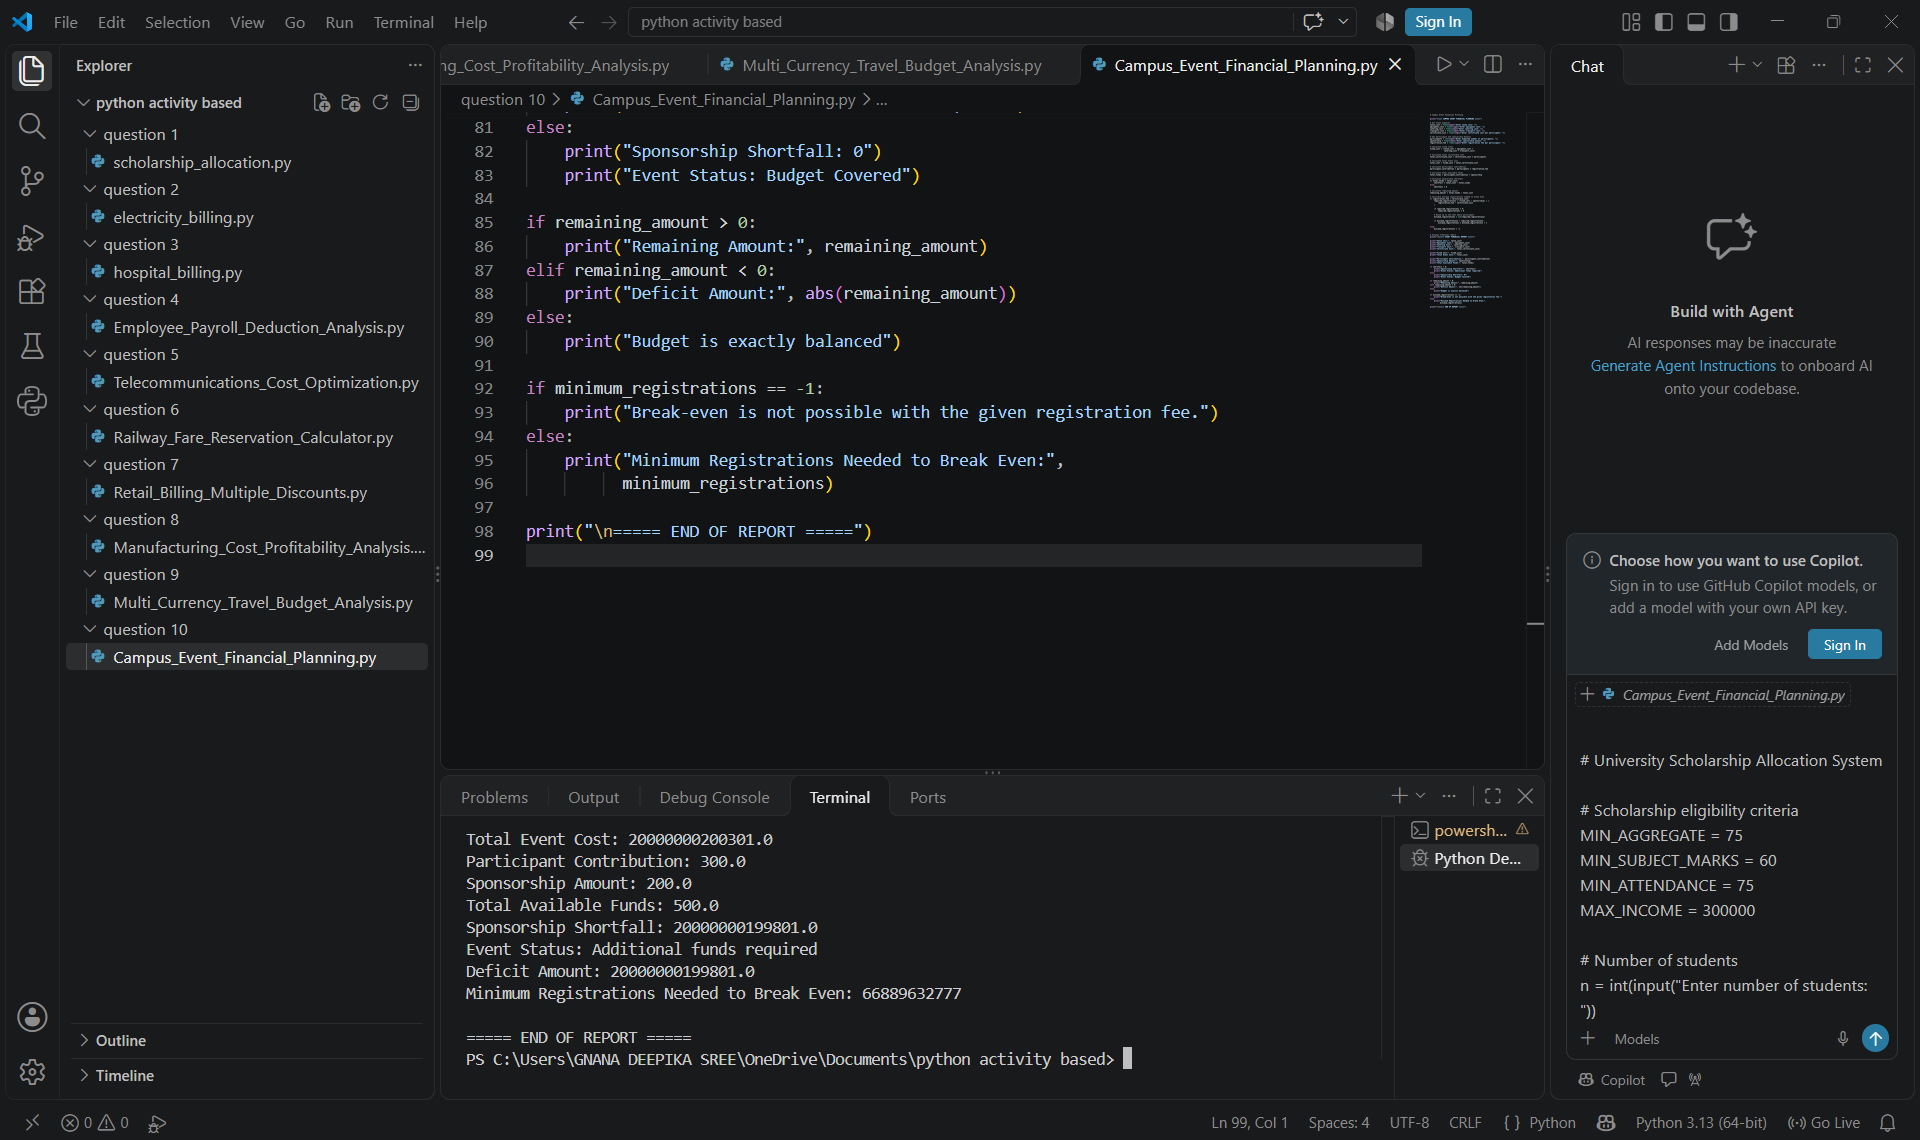 File Edit Selection View Go Run Terminal Help
python activity based
Sign In
Explorer
python activity based
question 1
scholarship_allocation.py
question 2
electricity_billing.py
question 3
hospital_billing.py
question 4
Employee_Payroll_Deduction_Analysis.py
question 5
Telecommunications_Cost_Optimization.py
question 6
Railway_Fare_Reservation_Calculator.py
question 7
Retail_Billing_Multiple_Discounts.py
question 8
Manufacturing_Cost_Profitability_Analysis....
question 9
Multi_Currency_Travel_Budget_Analysis.py
question 10
Campus_Event_Financial_Planning.py
Outline
Timeline
ng_Cost_Profitability_Analysis.py
Multi_Currency_Travel_Budget_Analysis.py
Campus_Event_Financial_Planning.py
question 10 > Campus_Event_Financial_Planning.py > ...
81 else:
82     print("Sponsorship Shortfall: 0")
83     print("Event Status: Budget Covered")
84
85 if remaining_amount > 0:
86     print("Remaining Amount:", remaining_amount)
87 elif remaining_amount < 0:
88     print("Deficit Amount:", abs(remaining_amount))
89 else:
90     print("Budget is exactly balanced")
91
92 if minimum_registrations == -1:
93     print("Break-even is not possible with the given registration fee.")
94 else:
95     print("Minimum Registrations Needed to Break Even:",
96           minimum_registrations)
97
98 print("\n===== END OF REPORT =====")
99
Problems Output Debug Console Terminal Ports
Total Event Cost: 20000000200301.0
Participant Contribution: 300.0
Sponsorship Amount: 200.0
Total Available Funds: 500.0
Sponsorship Shortfall: 20000000199801.0
Event Status: Additional funds required
Deficit Amount: 20000000199801.0
Minimum Registrations Needed to Break Even: 66889632777
===== END OF REPORT =====
PS C:\Users\GNANA DEEPIKA SREE\OneDrive\Documents\python activity based>
powersh...
Python De...
Chat
Build with Agent
AI responses may be inaccurate
Generate Agent Instructions to onboard AI
onto your codebase.
Choose how you want to use Copilot.
Sign in to use GitHub Copilot models, or
add a model with your own API key.
Add Models Sign In
Campus_Event_Financial_Planning.py
# University Scholarship Allocation System
# Scholarship eligibility criteria
MIN_AGGREGATE = 75
MIN_SUBJECT_MARKS = 60
MIN_ATTENDANCE = 75
MAX_INCOME = 300000
# Number of students
n = int(input("Enter number of students:
"))
Models
Copilot
0 0
Ln 99, Col 1 Spaces: 4 UTF-8 CRLF { } Python Python 3.13 (64-bit) Go Live